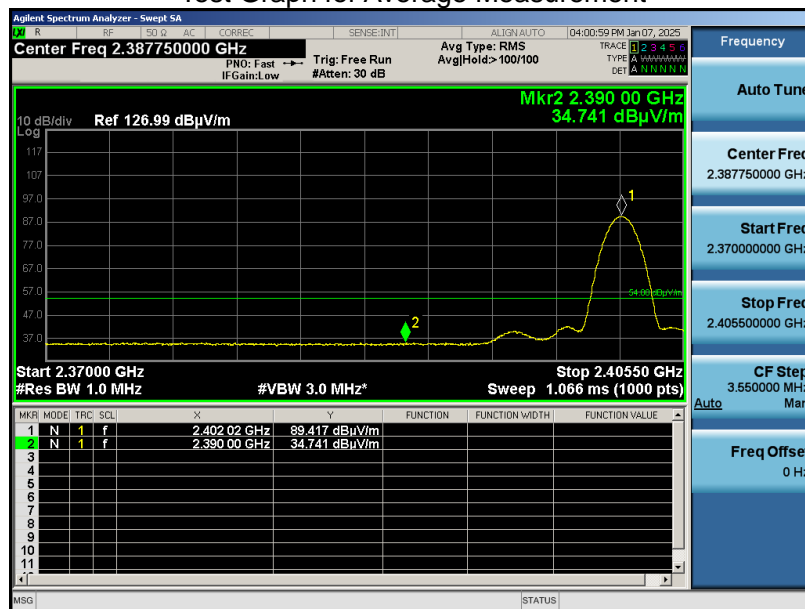 Test Graph for Average Measurement
Agilent Spectrum Analyzer - Swept SA
LXI R RF 50 Ω AC CORREC SENSE:INT ALIGN AUTO 04:00:59 PM Jan 07, 2025
Center Freq 2.387750000 GHz
PNO: Fast
IFGain:Low
Trig: Free Run
#Atten: 30 dB
Avg Type: RMS
Avg|Hold:>100/100
TRACE 1 2 3 4 5 6
TYPE A WWWWW
DET A N N N N N
Mkr2 2.390 00 GHz
34.741 dBµV/m
10 dB/div Ref 126.99 dBµV/m
Log
117
107
97.0
87.0
77.0
67.0
57.0
47.0
37.0
1
54.00 dBµV/m
2
Start 2.37000 GHz Stop 2.40550 GHz
#Res BW 1.0 MHz #VBW 3.0 MHz* Sweep 1.066 ms (1000 pts)
MKR MODE TRC SCL X Y FUNCTION FUNCTION WIDTH FUNCTION VALUE
1 N 1 f 2.402 02 GHz 89.417 dBµV/m
2 N 1 f 2.390 00 GHz 34.741 dBµV/m
3
4
5
6
7
8
9
10
11
MSG STATUS
Frequency
Auto Tune
Center Freq
2.387750000 GHz
Start Freq
2.370000000 GHz
Stop Freq
2.405500000 GHz
CF Step
3.550000 MHz
Auto Man
Freq Offset
0 Hz